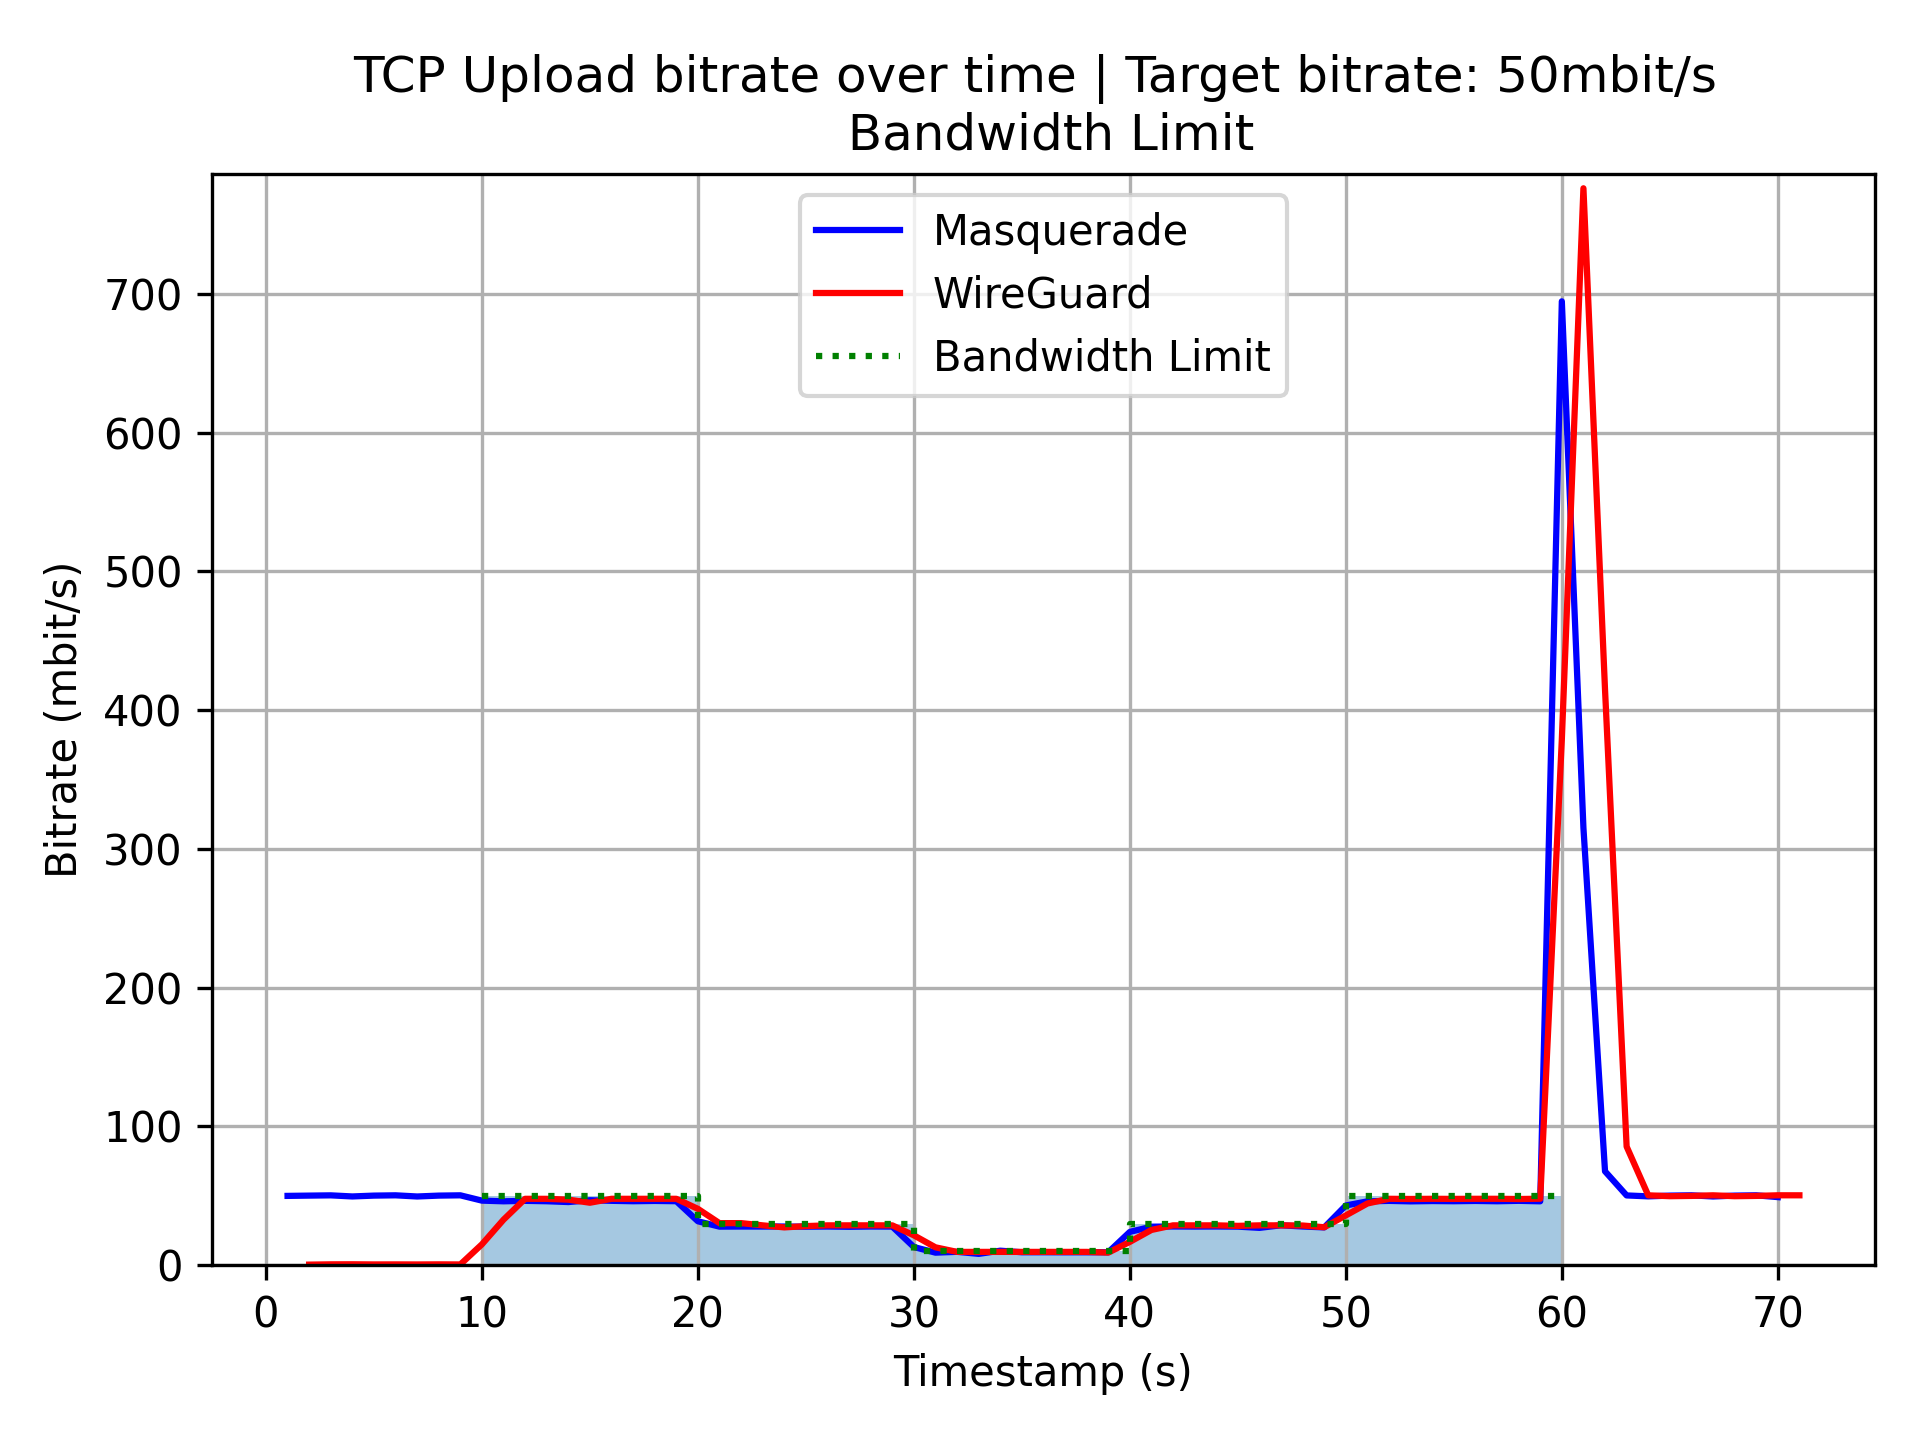 TCP Upload bitrate over time | Target bitrate: 50mbit/s
Bandwidth Limit
Masquerade
WireGuard
Bandwidth Limit
Bitrate (mbit/s)
700
600
500
400
300
200
100
0
0 10 20 30 40 50 60 70
Timestamp (s)